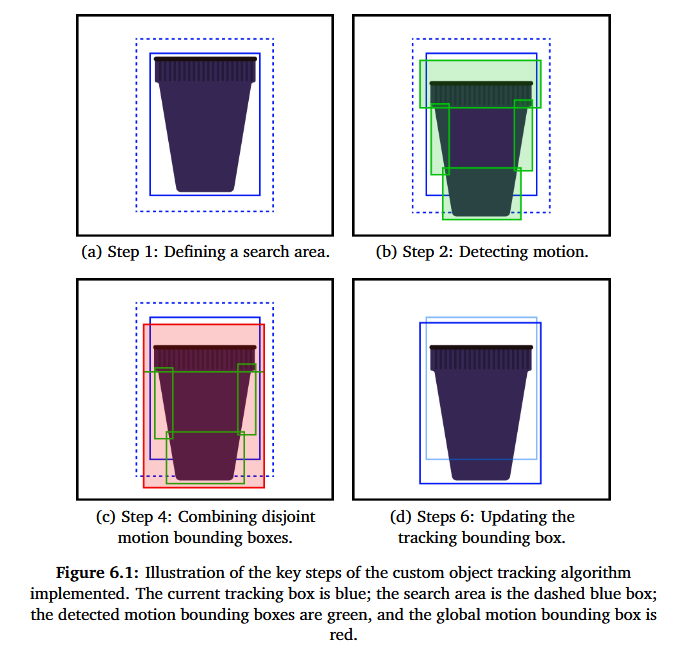 (a) Step 1: Defining a search area.
(b) Step 2: Detecting motion.
(c) Step 4: Combining disjoint
motion bounding boxes.
(d) Steps 6: Updating the
tracking bounding box.
Figure 6.1: Illustration of the key steps of the custom object tracking algorithm
implemented. The current tracking box is blue; the search area is the dashed blue box;
the detected motion bounding boxes are green, and the global motion bounding box is
red.